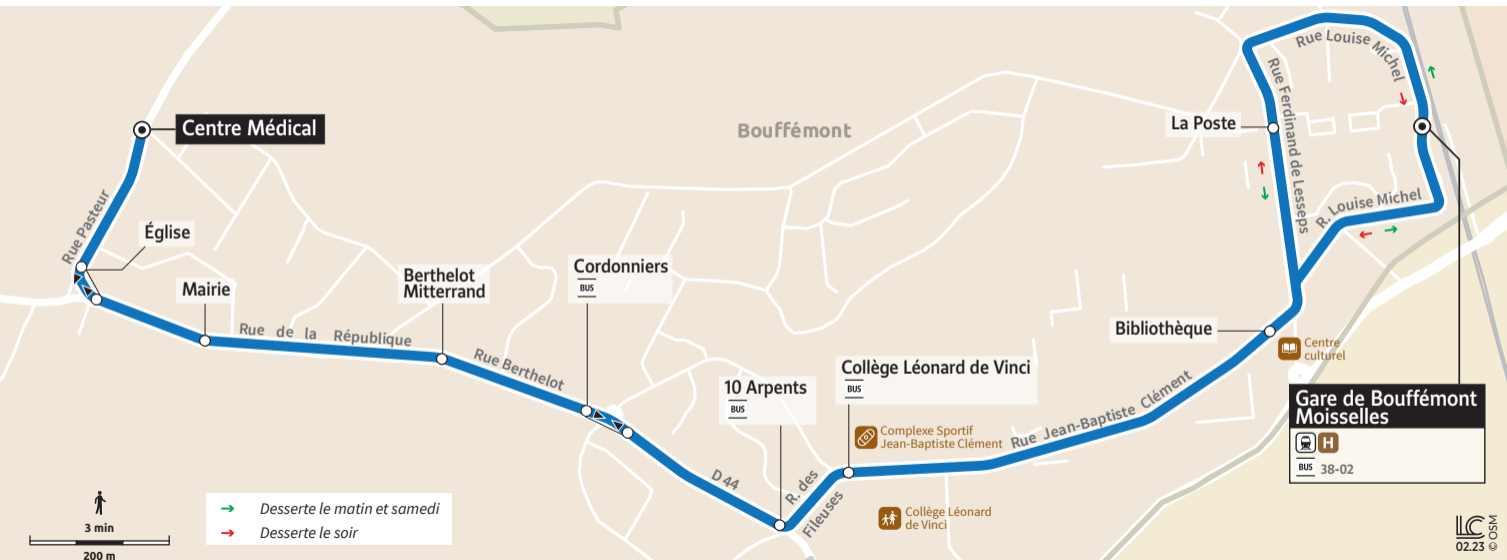 Centre Médical
Rue Pasteur
Église
Mairie
Rue de la République
Berthelot
Mitterrand
Rue Berthelot
Cordonniers
BUS
Bouffémont
D 44
10 Arpents
BUS
R. des
Fileuses
Collège Léonard de Vinci
BUS
Complexe Sportif
Jean-Baptiste Clément
Collège Léonard
de Vinci
Rue Jean-Baptiste Clément
Bibliothèque
Centre
culturel
La Poste
Rue Ferdinand de Lesseps
Rue Louise Michel
R. Louise Michel
Gare de Bouffémont
Moisselles
H
BUS 38-02
3 min
200 m
→ Desserte le matin et samedi
→ Desserte le soir
LC
02.23
© OSM